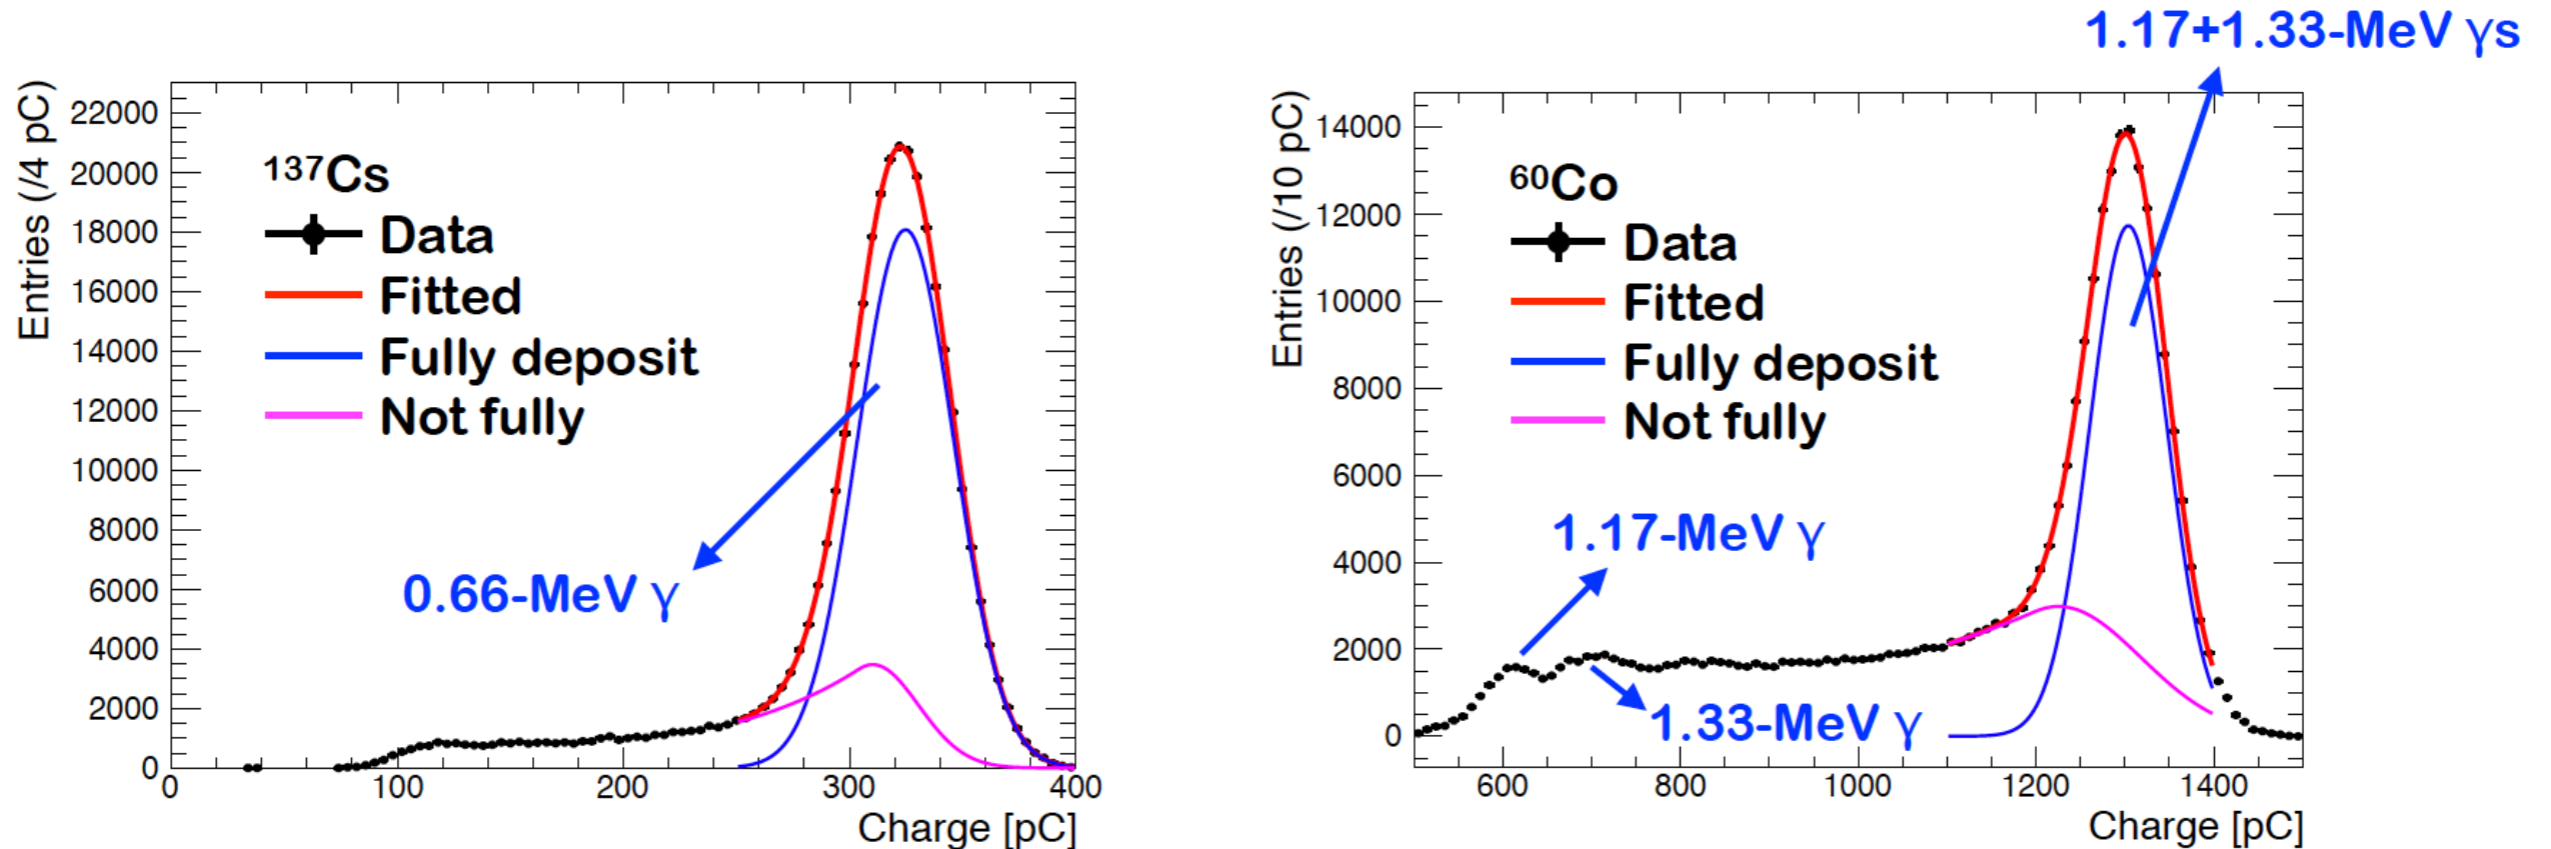 1.17+1.33-MeV γs
Entries (/4 pC)
22000
20000
18000
16000
14000
12000
10000
8000
6000
4000
2000
0
137Cs
Data
Fitted
Fully deposit
Not fully
0.66-MeV γ
0 100 200 300 400
Charge [pC]
Entries (/10 pC)
14000
12000
10000
8000
6000
4000
2000
0
60Co
Data
Fitted
Fully deposit
Not fully
1.17-MeV γ
1.33-MeV γ
600 800 1000 1200 1400
Charge [pC]